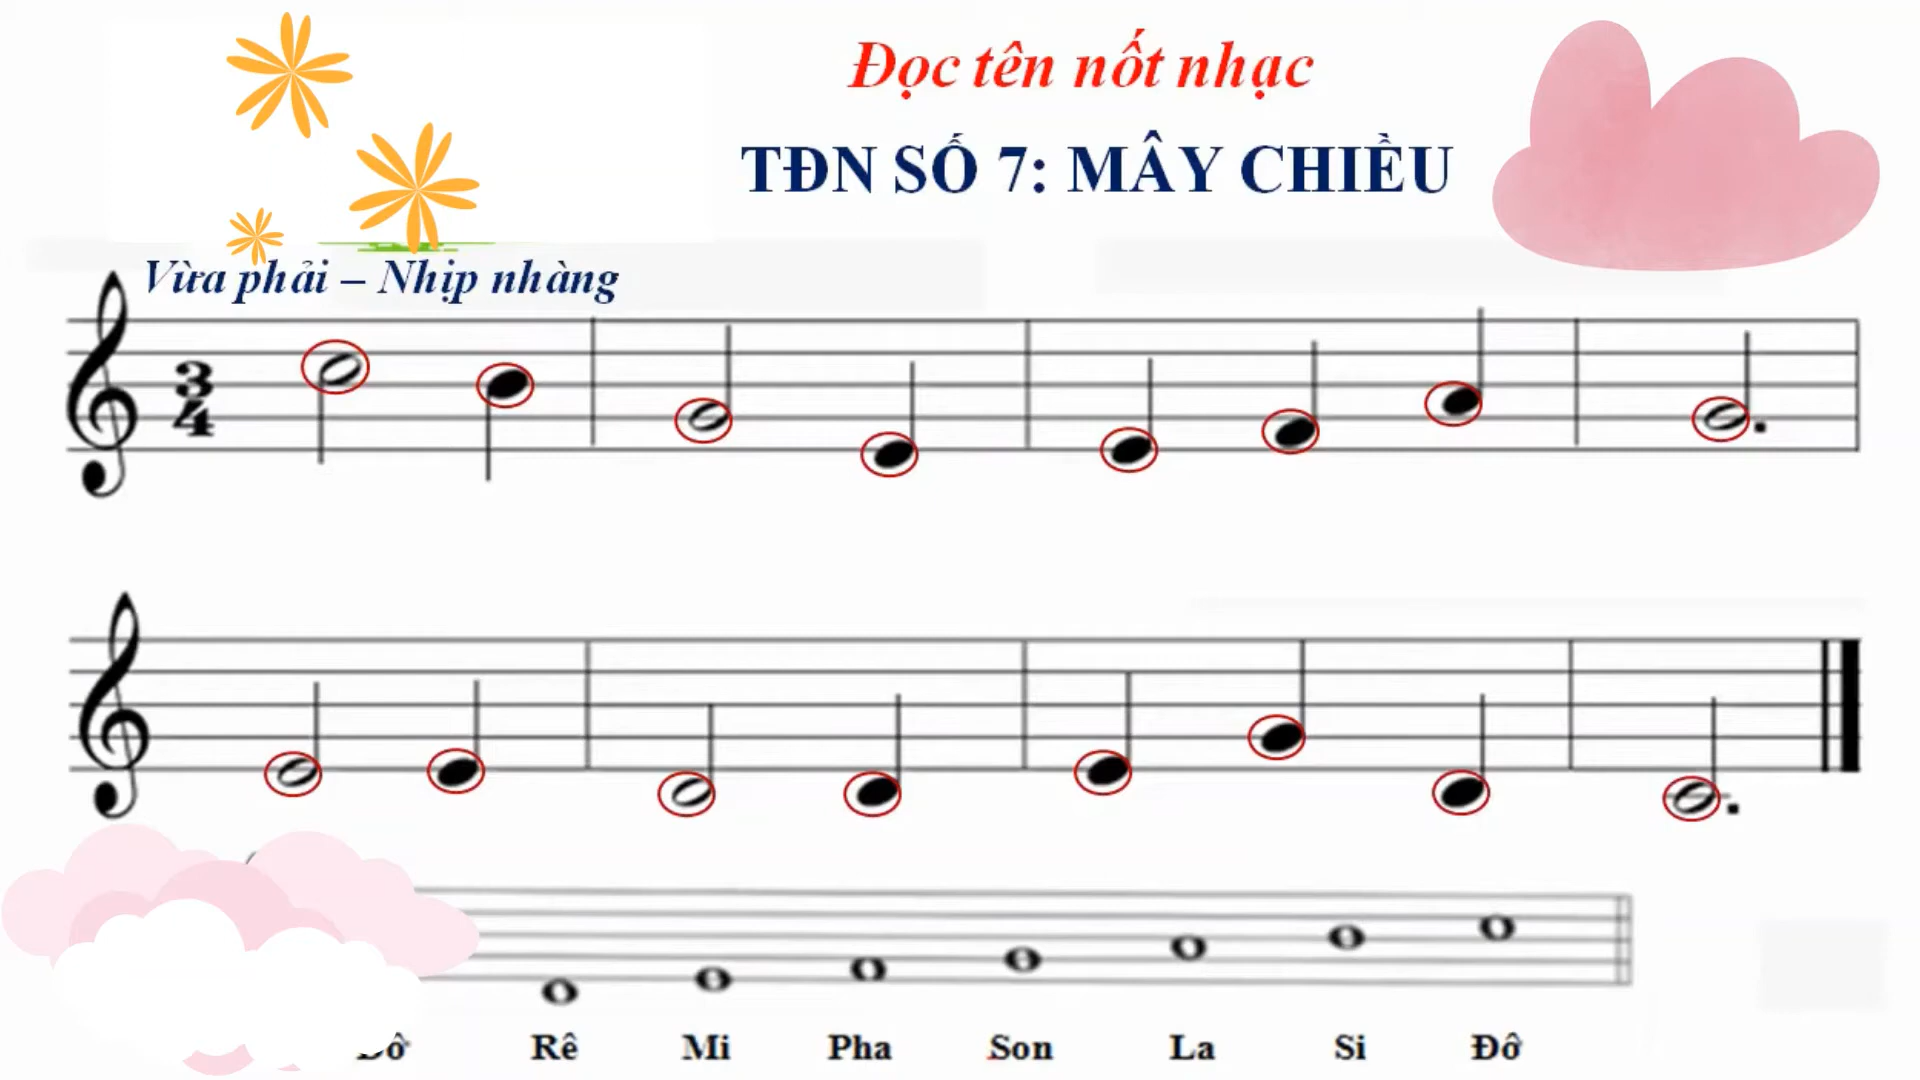 Đọc tên nốt nhạc
TĐN SỐ 7: MÂY CHIỀU
Vừa phải – Nhịp nhàng
3
4
Đô Rê Mi Pha Son La Si Đô